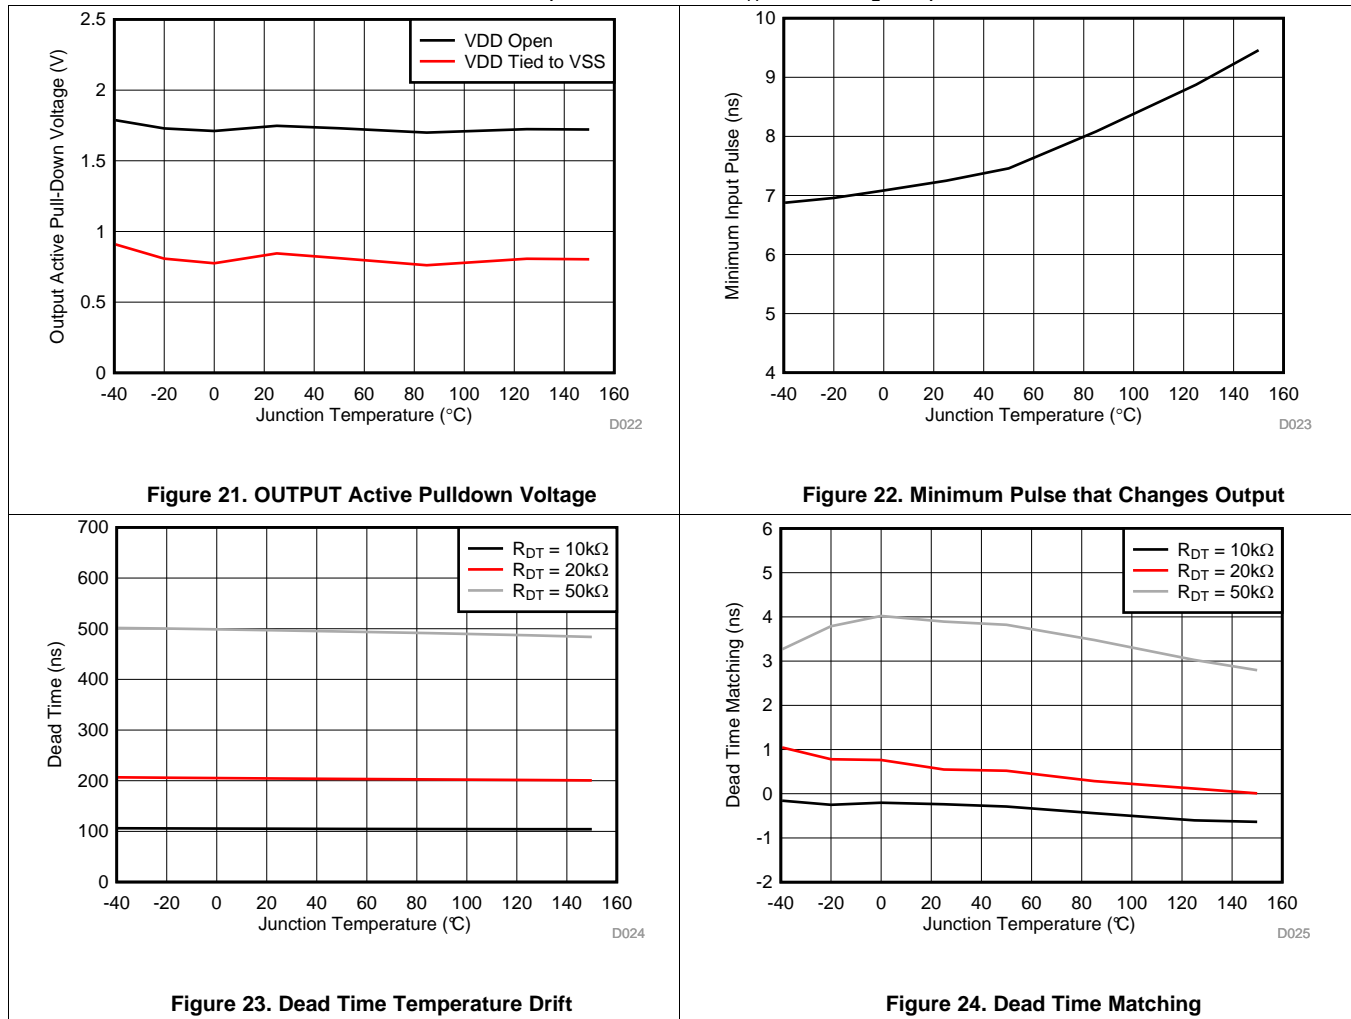 2.5
2
1.5
1
0.5
0
Output Active Pull-Down Voltage (V)
VDD Open
VDD Tied to VSS
-40 -20 0 20 40 60 80 100 120 140 160
Junction Temperature (°C)
D022
Figure 21. OUTPUT Active Pulldown Voltage
10
9
8
7
6
5
4
Minimum Input Pulse (ns)
-40 -20 0 20 40 60 80 100 120 140 160
Junction Temperature (°C)
D023
Figure 22. Minimum Pulse that Changes Output
700
600
500
400
300
200
100
0
Dead Time (ns)
RDT = 10kΩ
RDT = 20kΩ
RDT = 50kΩ
-40 -20 0 20 40 60 80 100 120 140 160
Junction Temperature (°C)
D024
Figure 23. Dead Time Temperature Drift
6
5
4
3
2
1
0
-1
-2
Dead Time Matching (ns)
RDT = 10kΩ
RDT = 20kΩ
RDT = 50kΩ
-40 -20 0 20 40 60 80 100 120 140 160
Junction Temperature (°C)
D025
Figure 24. Dead Time Matching